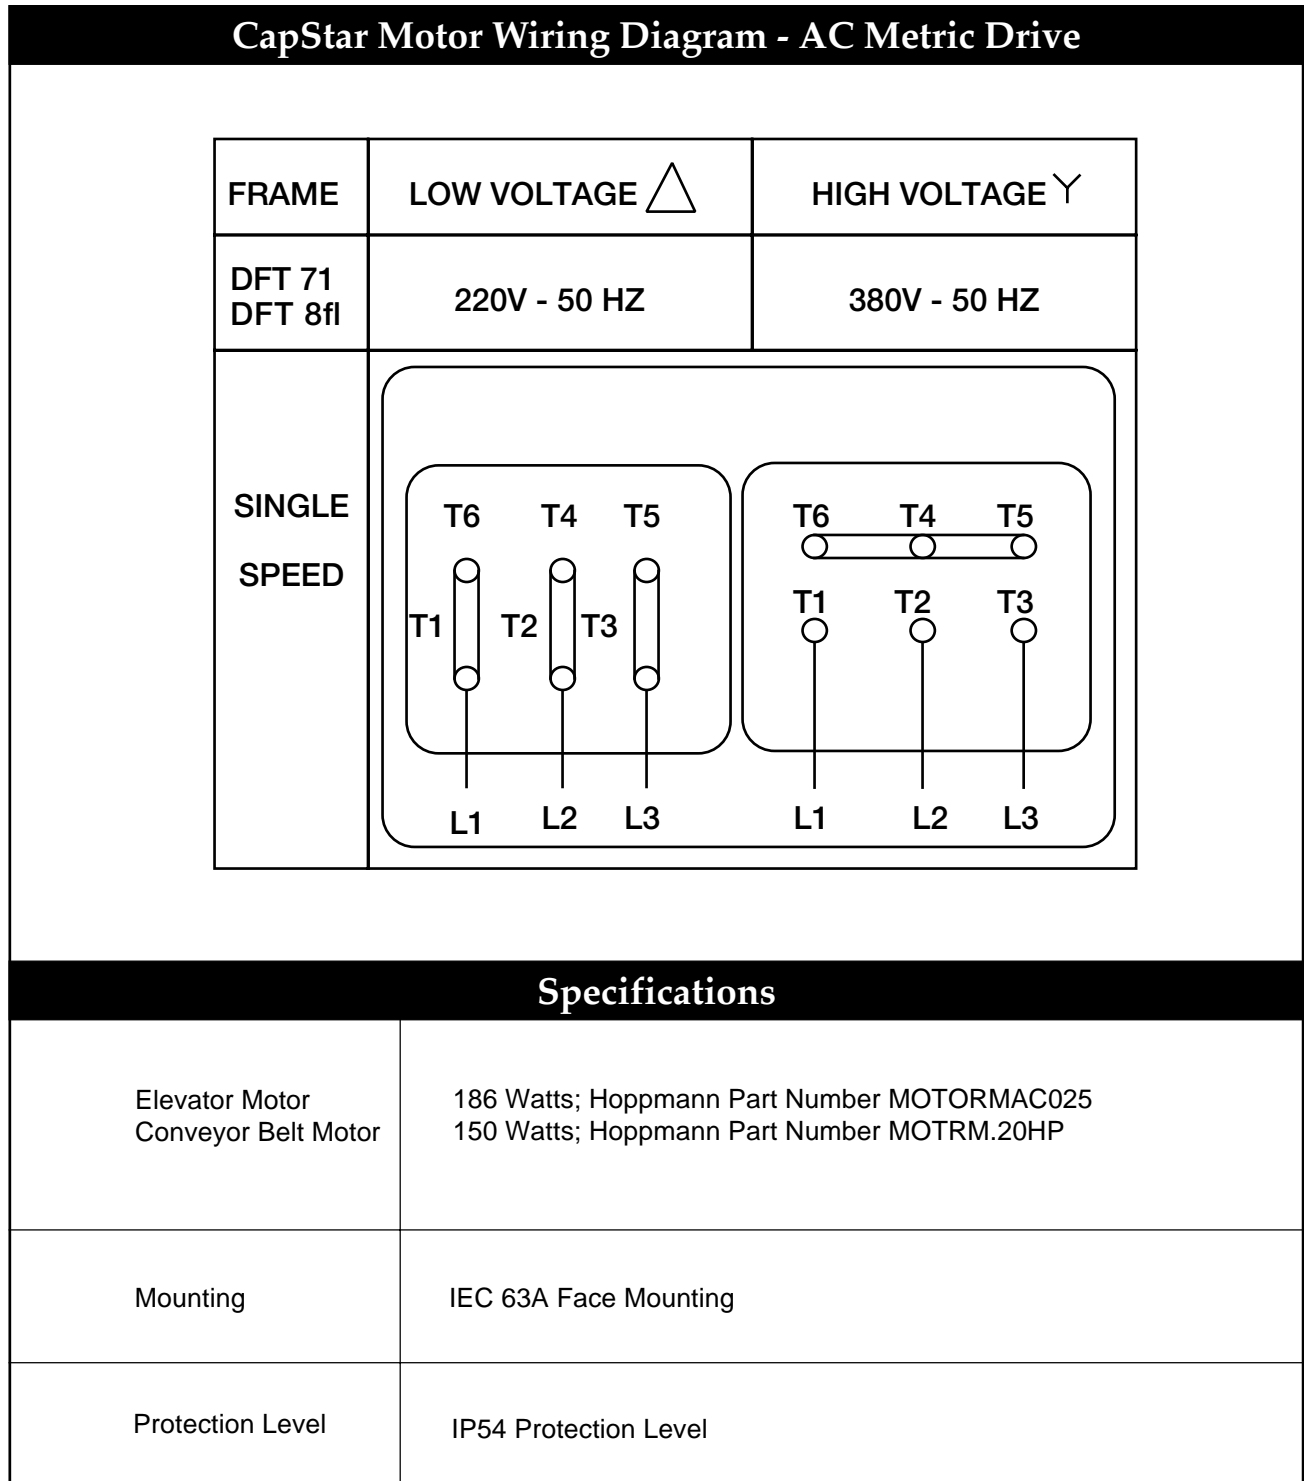 CapStar Motor Wiring Diagram - AC Metric Drive
FRAME
LOW VOLTAGE
HIGH VOLTAGE
DFT 71
DFT 8fl
220V - 50 HZ
380V - 50 HZ
SINGLE
SPEED
T6 T4 T5
T1 T2 T3
L1 L2 L3
T6 T4 T5
T1 T2 T3
L1 L2 L3
Specifications
Elevator Motor
Conveyor Belt Motor
186 Watts; Hoppmann Part Number MOTORMAC025
150 Watts; Hoppmann Part Number MOTRM.20HP
Mounting
IEC 63A Face Mounting
Protection Level
IP54 Protection Level